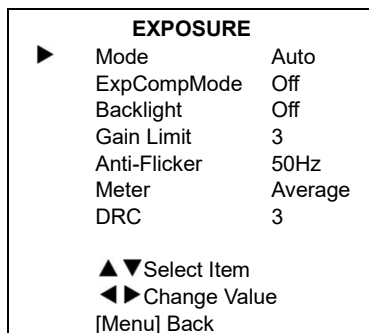 EXPOSURE
▶ Mode Auto
ExpCompMode Off
Backlight Off
Gain Limit 3
Anti-Flicker 50Hz
Meter Average
DRC 3
▲▼Select Item
◀▶Change Value
[Menu] Back